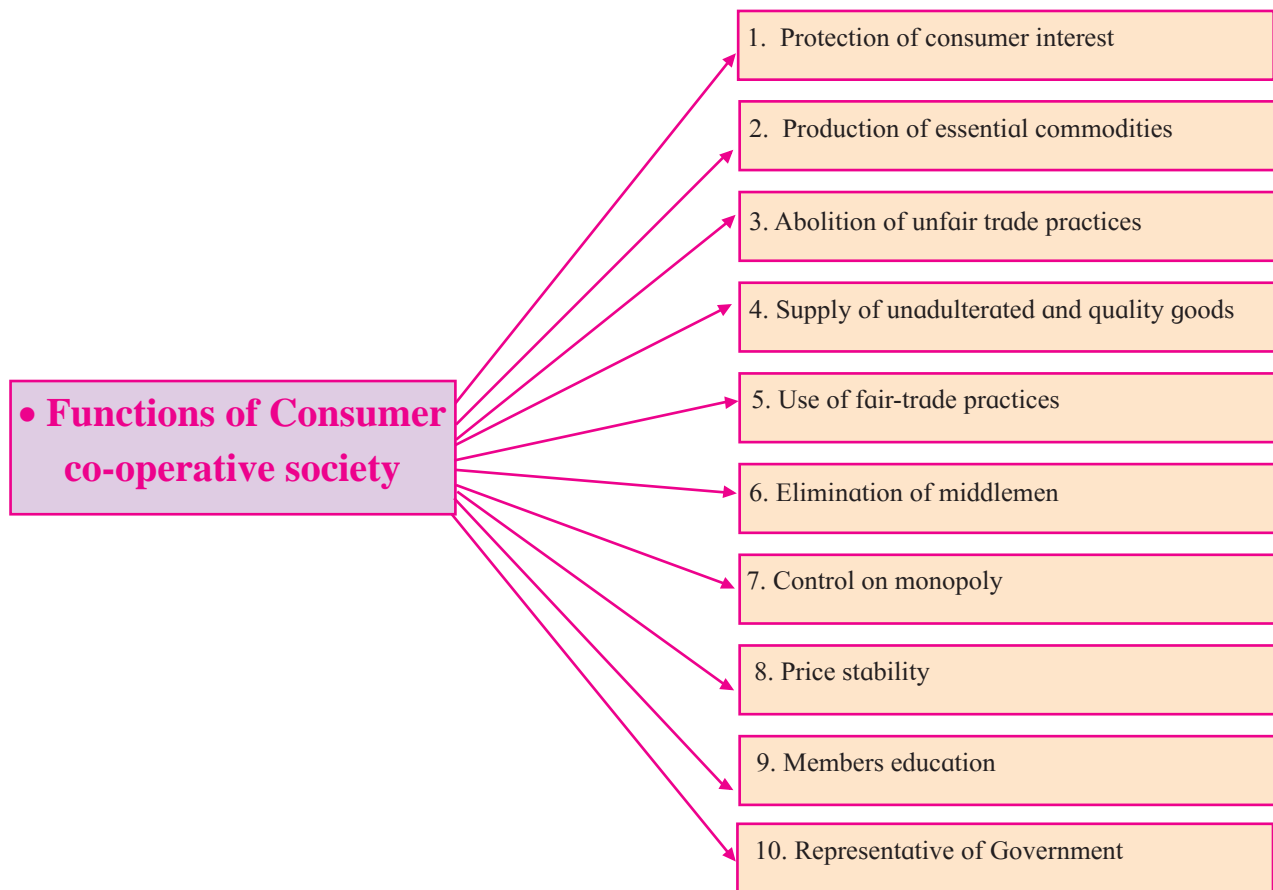 1. Protection of consumer interest
2. Production of essential commodities
3. Abolition of unfair trade practices
4. Supply of unadulterated and quality goods
• Functions of Consumer
co-operative society
5. Use of fair-trade practices
6. Elimination of middlemen
7. Control on monopoly
8. Price stability
9. Members education
10. Representative of Government